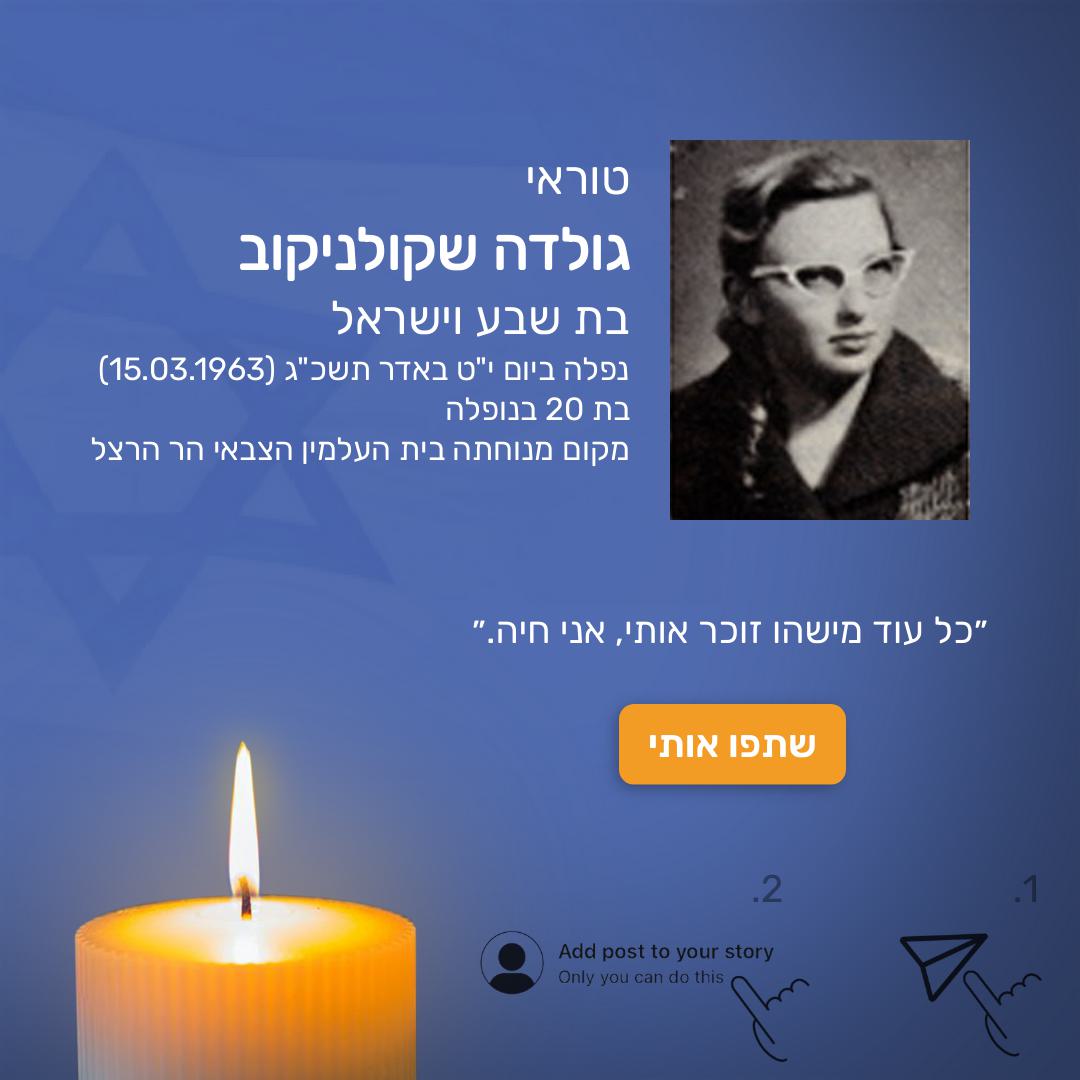 טוראי
גולדה שקולניקוב
בת שבע וישראל
נפלה ביום י"ט באדר תשכ"ג (15.03.1963)
בת 20 בנופלה
מקום מנוחתה בית העלמין הצבאי הר הרצל
״כל עוד מישהו זוכר אותי, אני חיה.״
שתפו אותי
.1
.2
Add post to your story
Only you can do this